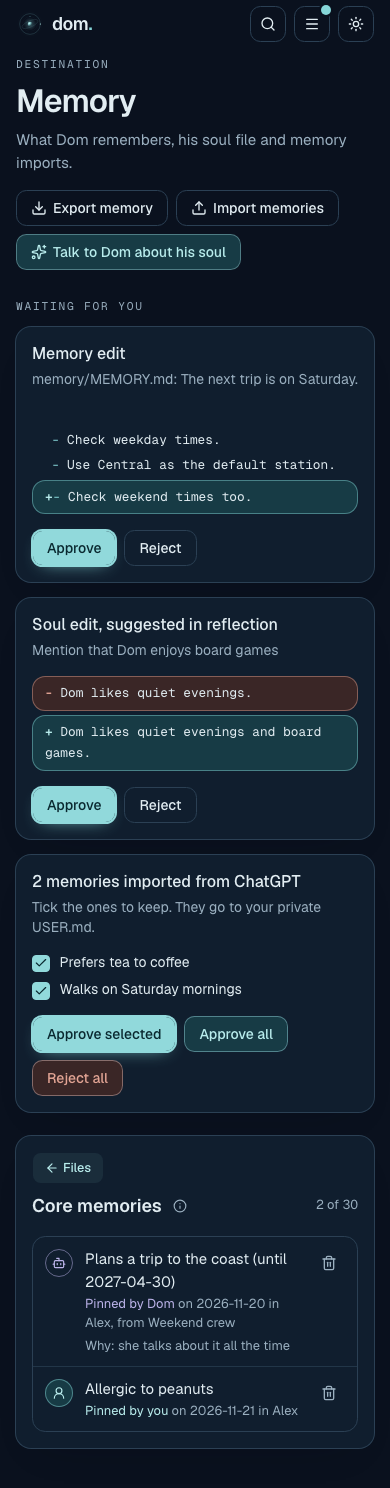 dom.
DESTINATION
Memory
What Dom remembers, his soul file and memory
imports.
Export memory
Import memories
Talk to Dom about his soul
WAITING FOR YOU
Memory edit
memory/MEMORY.md: The next trip is on Saturday.
- Check weekday times.
- Use Central as the default station.
+- Check weekend times too.
Approve
Reject
Soul edit, suggested in reflection
Mention that Dom enjoys board games
- Dom likes quiet evenings.
+ Dom likes quiet evenings and board
games.
Approve
Reject
2 memories imported from ChatGPT
Tick the ones to keep. They go to your private
USER.md.
Prefers tea to coffee
Walks on Saturday mornings
Approve selected
Approve all
Reject all
Files
Core memories
2 of 30
Plans a trip to the coast (until
2027-04-30)
Pinned by Dom on 2026-11-20 in
Alex, from Weekend crew
Why: she talks about it all the time
Allergic to peanuts
Pinned by you on 2026-11-21 in Alex